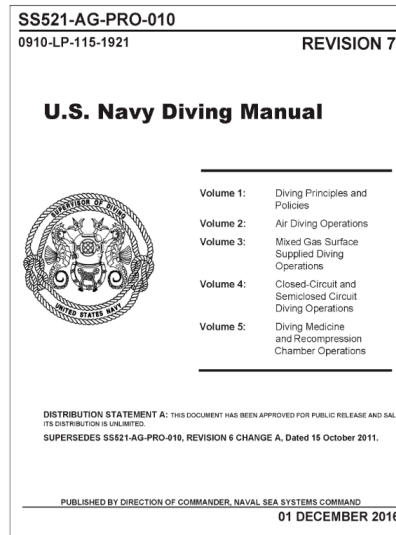 SS521-AG-PRO-010
0910-LP-115-1921 REVISION 7
U.S. Navy Diving Manual
SUPERVISOR OF DIVING
UNITED STATES NAVY
Volume 1: Diving Principles and
Policies
Volume 2: Air Diving Operations
Volume 3: Mixed Gas Surface
Supplied Diving
Operations
Volume 4: Closed-Circuit and
Semiclosed Circuit
Diving Operations
Volume 5: Diving Medicine
and Recompression
Chamber Operations
DISTRIBUTION STATEMENT A: THIS DOCUMENT HAS BEEN APPROVED FOR PUBLIC RELEASE AND SAL
ITS DISTRIBUTION IS UNLIMITED.
SUPERSEDES SS521-AG-PRO-010, REVISION 6 CHANGE A, Dated 15 October 2011.
PUBLISHED BY DIRECTION OF COMMANDER, NAVAL SEA SYSTEMS COMMAND
01 DECEMBER 2016